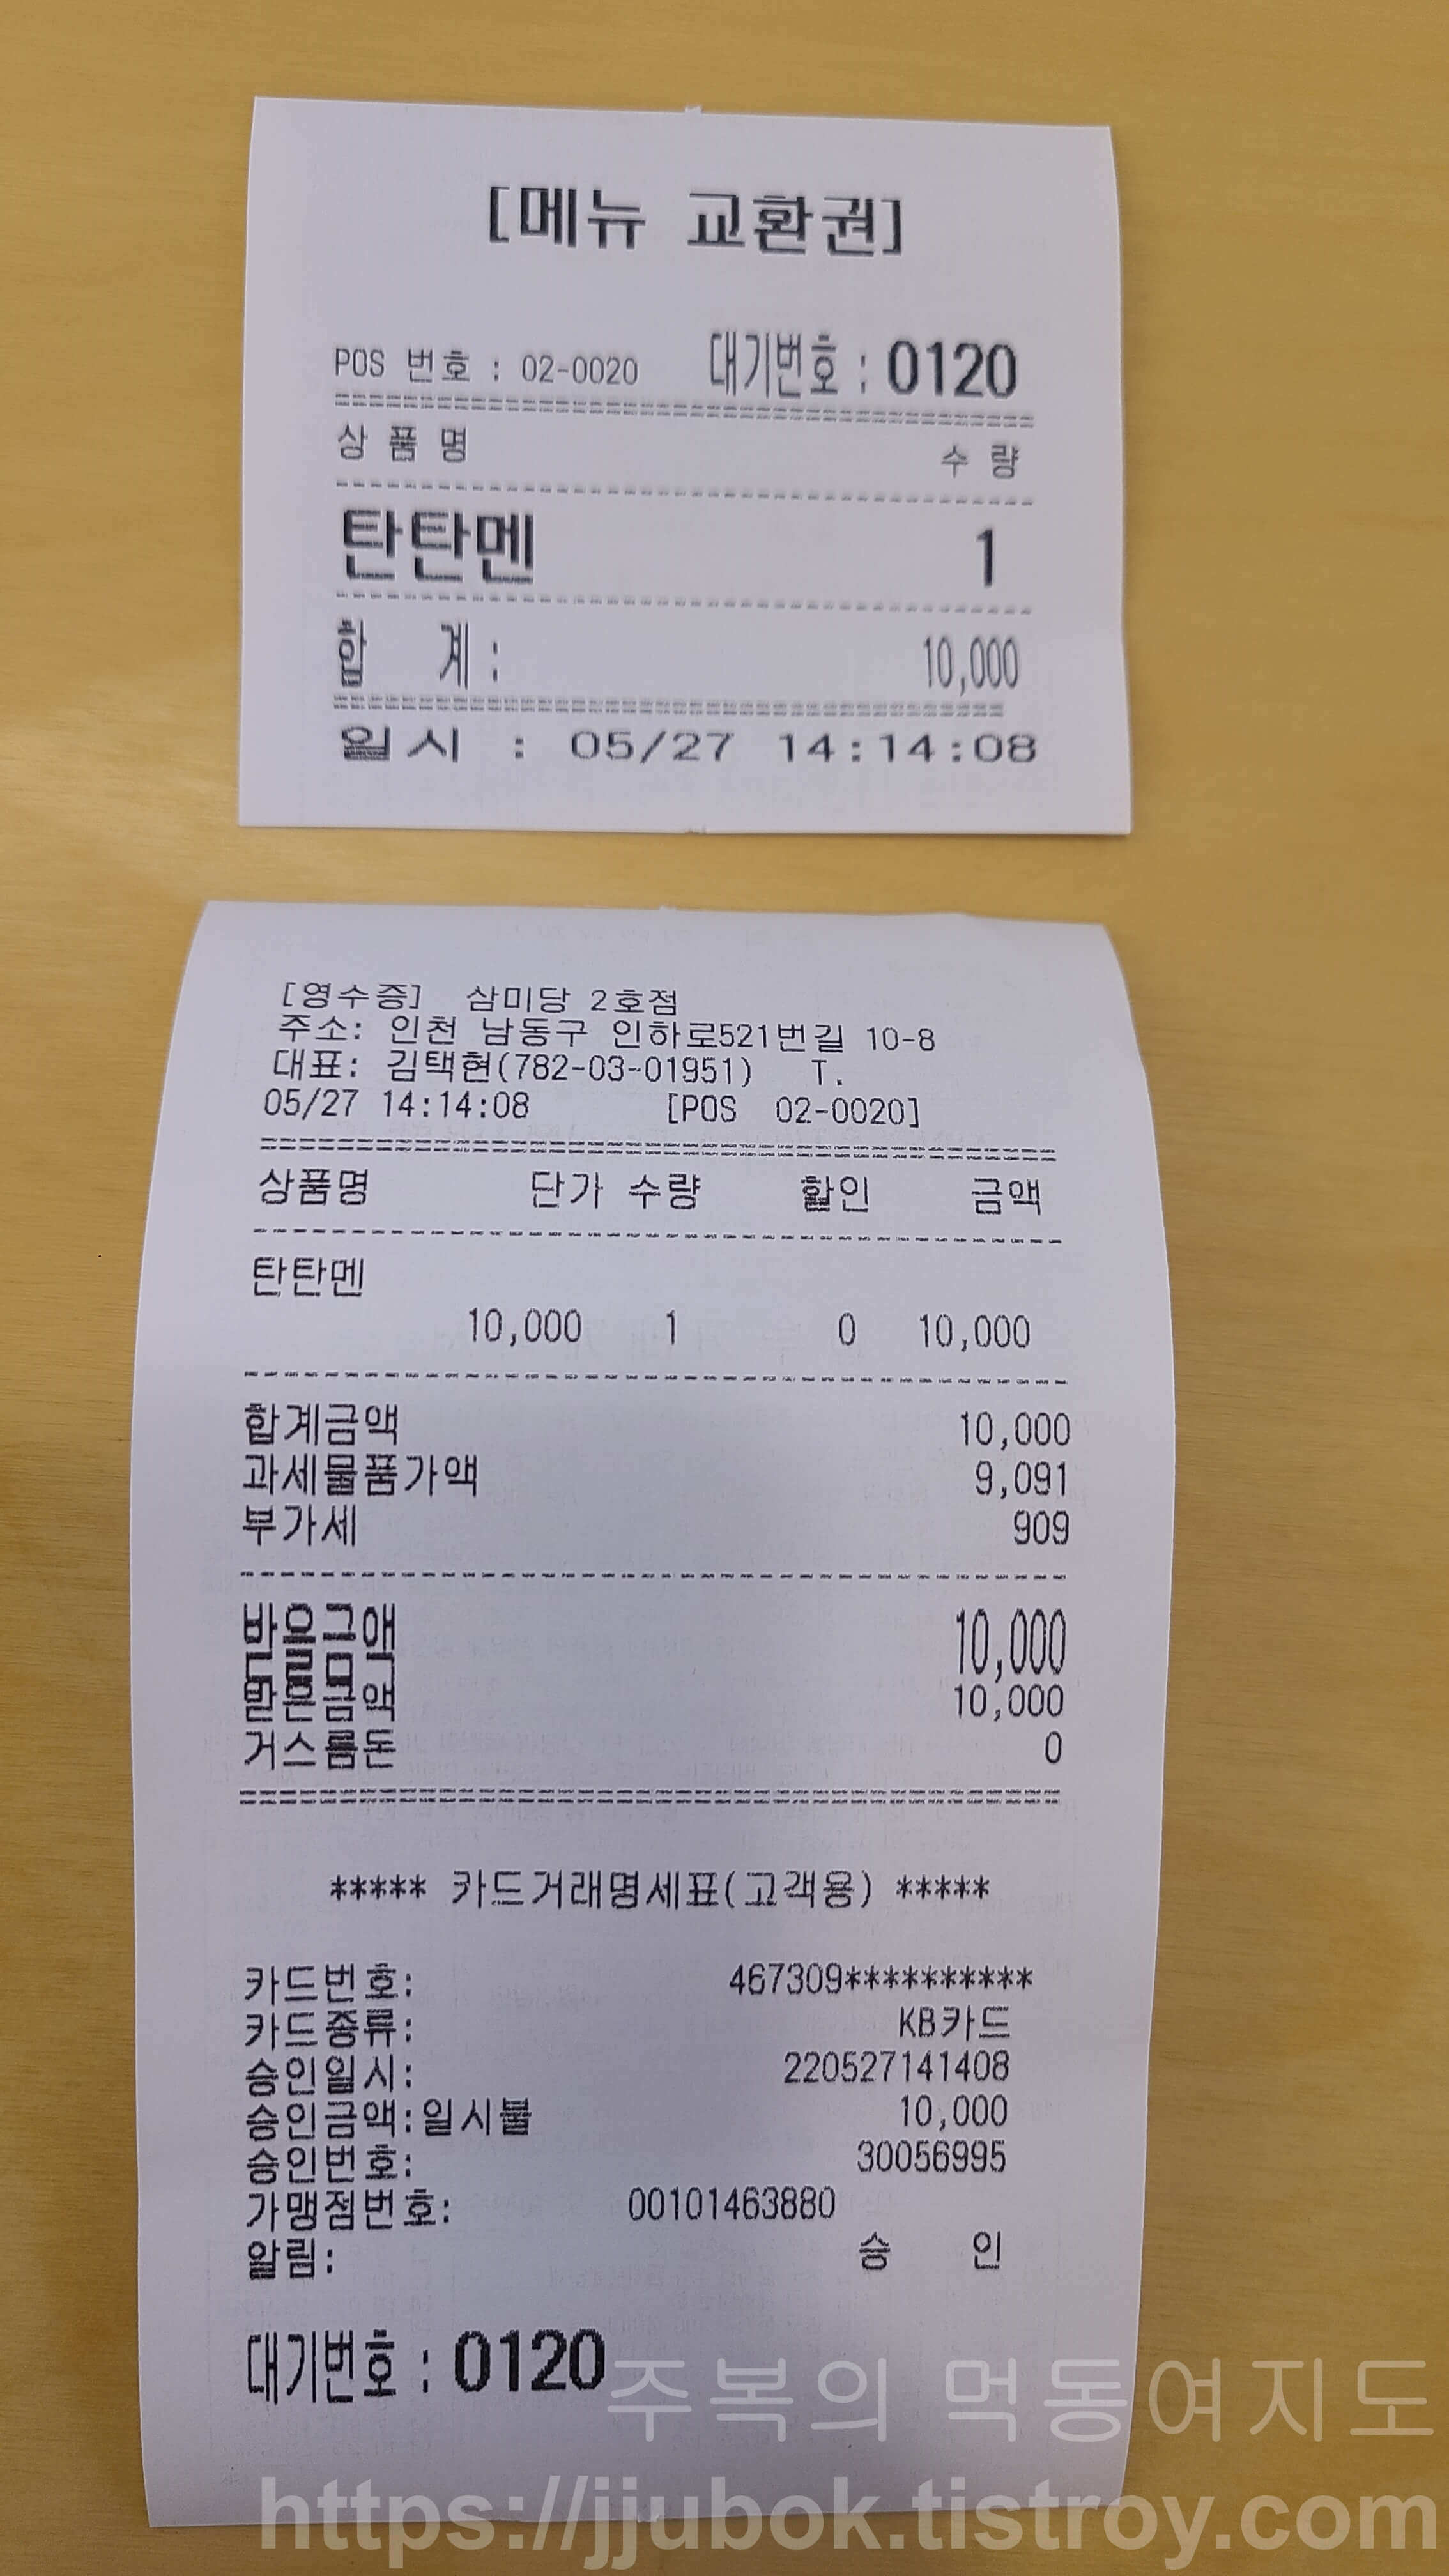 [메뉴 교환권]
POS 번호 : 02-0020 대기번호 : 0120
상 품 명 수 량
탄탄멘 1
합 계 : 10,000
일시 : 05/27 14:14:08
[영수증] 삼미당 2호점
주소: 인천 남동구 인하로521번길 10-8
대표: 김택현(782-03-01951) T.
05/27 14:14:08 [POS 02-0020]
상품명 단가 수량 할인 금액
탄탄멘
10,000 1 0 10,000
합계금액 10,000
과세물품가액 9,091
부가세 909
받을금액 10,000
받은금액 10,000
거스름돈 0
***** 카드거래명세표(고객용) *****
카드번호: 467309**********
카드종류: KB카드
승인일시: 220527141408
승인금액:일시불 10,000
승인번호: 30056995
가맹점번호: 00101463880
알림: 승 인
대기번호 : 0120
주복의 먹동여지도
https://jjubok.tistroy.com